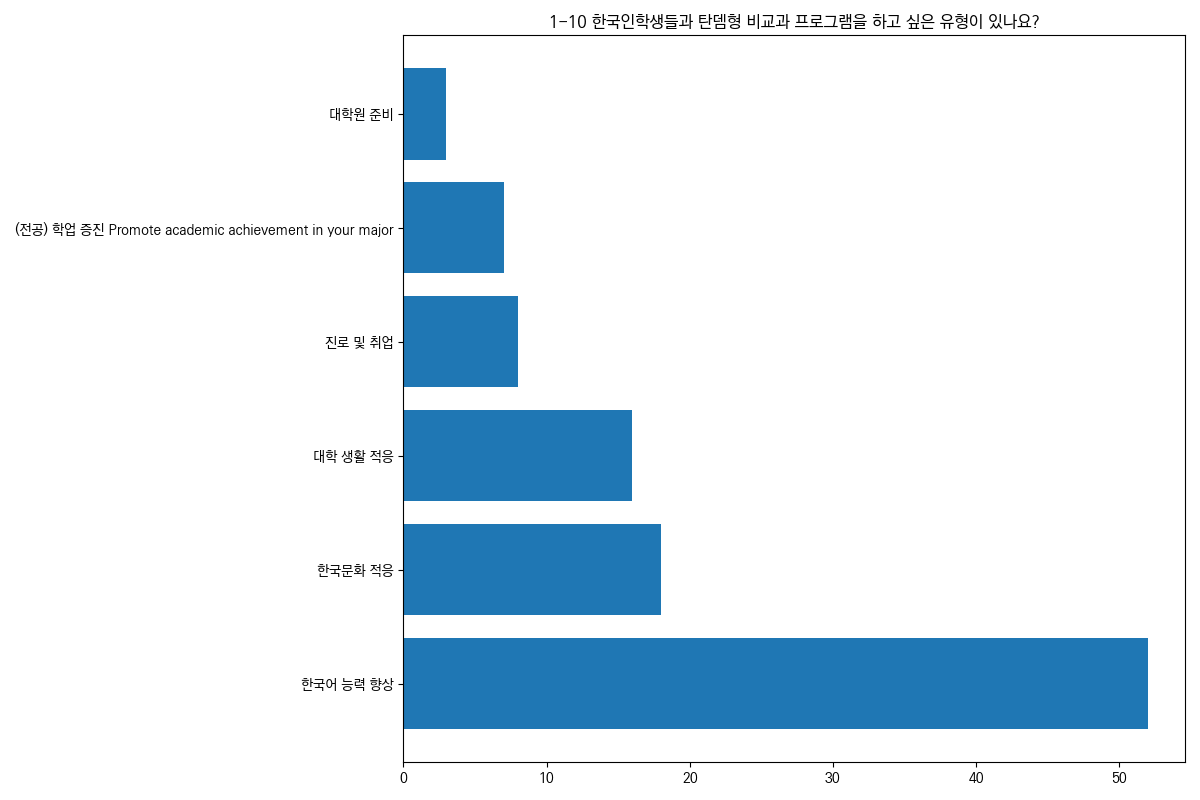 1-10 한국인학생들과 탄뎀형 비교과 프로그램을 하고 싶은 유형이 있나요?
대학원 준비
(전공) 학업 증진 Promote academic achievement in your major
진로 및 취업
대학 생활 적응
한국문화 적응
한국어 능력 향상
0 10 20 30 40 50